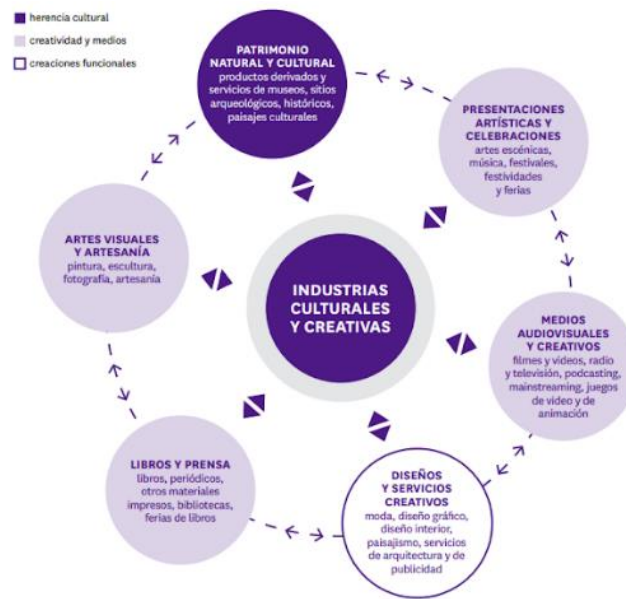 herencia cultural
creatividad y medios
creaciones funcionales
PATRIMONIO
NATURAL Y CULTURAL
productos derivados y
servicios de museos, sitios
arqueológicos, históricos,
paisajes culturales
PRESENTACIONES
ARTÍSTICAS Y
CELEBRACIONES
artes escénicas,
música, festivales,
festividades
y ferias
ARTES VISUALES
Y ARTESANÍA
pintura, escultura,
fotografía, artesanía
INDUSTRIAS
CULTURALES
Y CREATIVAS
MEDIOS
AUDIOVISUALES
Y CREATIVOS
filmes y videos, radio
y televisión, podcasting,
mainstreaming, juegos
de video y de
animación
LIBROS Y PRENSA
libros, periódicos,
otros materiales
impresos, bibliotecas,
ferias de libros
DISEÑOS
Y SERVICIOS
CREATIVOS
moda, diseño gráfico,
diseño interior,
paisajismo, servicios
de arquitectura y de
publicidad